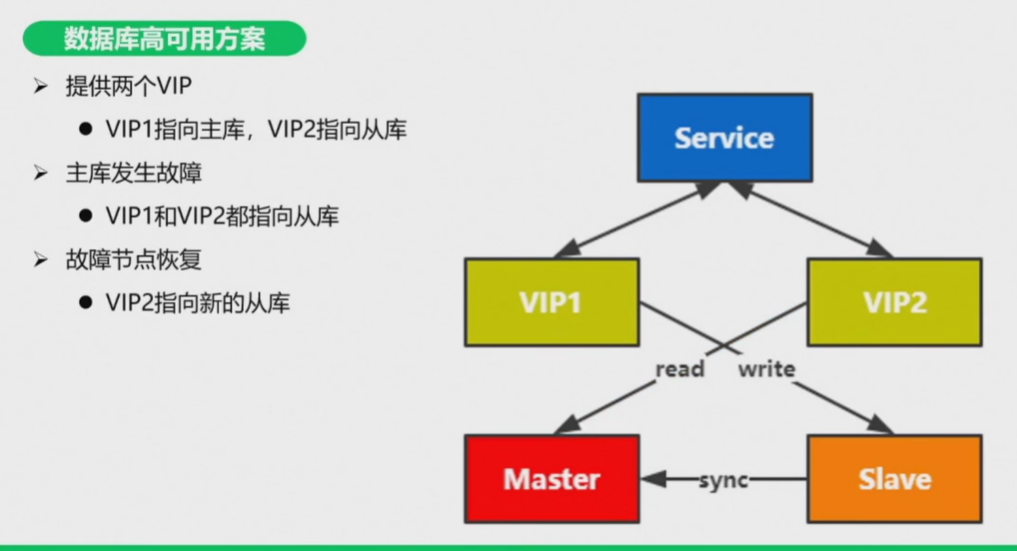 数据库高可用方案
提供两个VIP
VIP1指向主库，VIP2指向从库
主库发生故障
VIP1和VIP2都指向从库
故障节点恢复
VIP2指向新的从库
Service
VIP1
VIP2
read
write
Master
sync
Slave